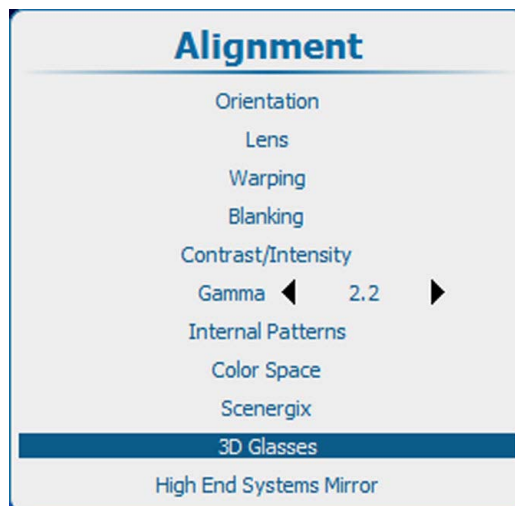 Alignment
Orientation
Lens
Warping
Blanking
Contrast/Intensity
Gamma 2.2
Internal Patterns
Color Space
Scenergix
3D Glasses
High End Systems Mirror